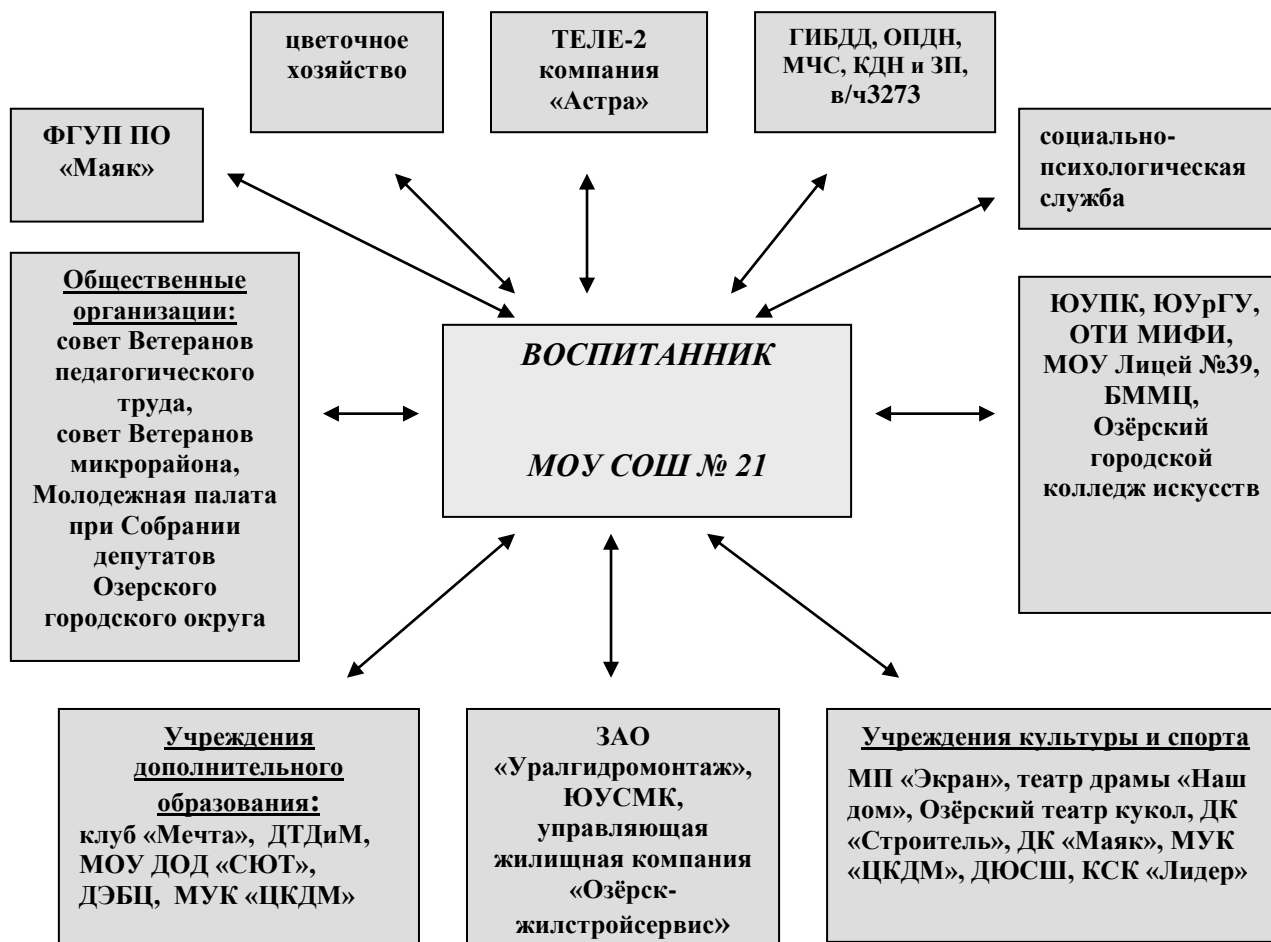 цветочное
хозяйство
ТЕЛЕ-2
компания
«Астра»
ГИБДД, ОПДН,
МЧС, КДН и ЗП,
в/ч3273
ФГУП ПО
«Маяк»
социально-
психологическая
служба
Общественные
организации:
совет Ветеранов
педагогического
труда,
совет Ветеранов
микрорайона,
Молодежная палата
при Собрании
депутатов
Озерского
городского округа
ВОСПИТАННИК
МОУ СОШ № 21
ЮУПК, ЮУрГУ,
ОТИ МИФИ,
МОУ Лицей №39,
БММЦ,
Озёрский
городской
колледж искусств
Учреждения
дополнительного
образования:
клуб «Мечта», ДТДиМ,
МОУ ДОД «СЮТ»,
ДЭБЦ, МУК «ЦКДМ»
ЗАО
«Уралгидромонтаж»,
ЮУСМК,
управляющая
жилищная компания
«Озёрск-
жилстройсервис»
Учреждения культуры и спорта
МП «Экран», театр драмы «Наш
дом», Озёрский театр кукол, ДК
«Строитель», ДК «Маяк», МУК
«ЦКДМ», ДЮСШ, КСК «Лидер»